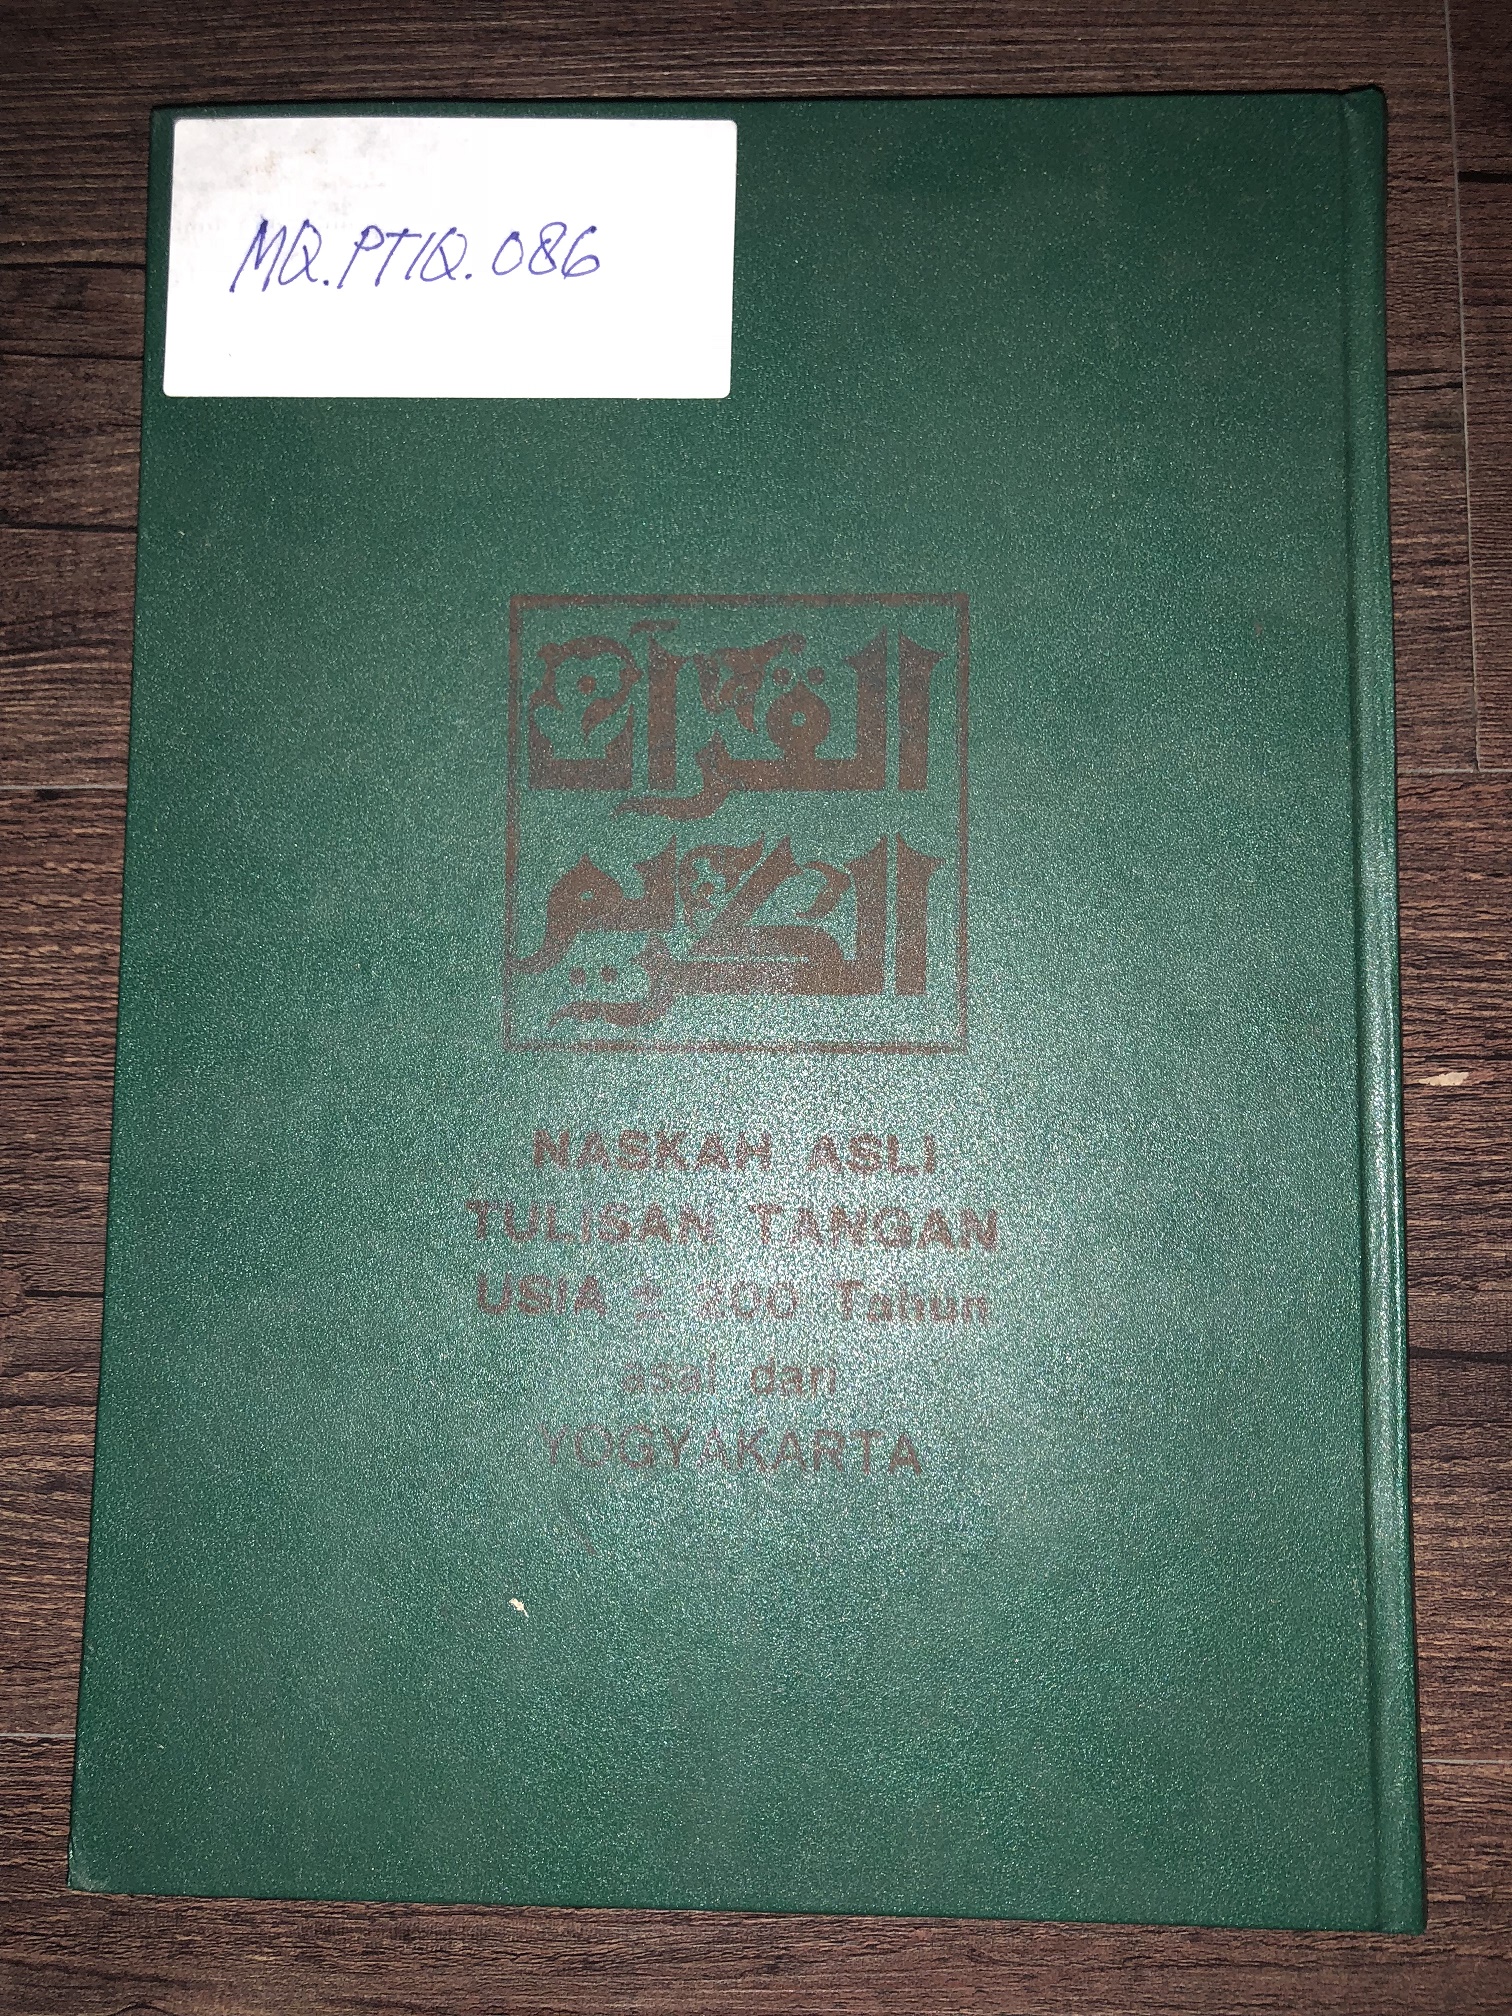 MQ.PTIQ.086
القرآن
الكريم
NASKAH ASLI
TULISAN TANGAN
USIA ± 200 Tahun
asal dari
YOGYAKARTA